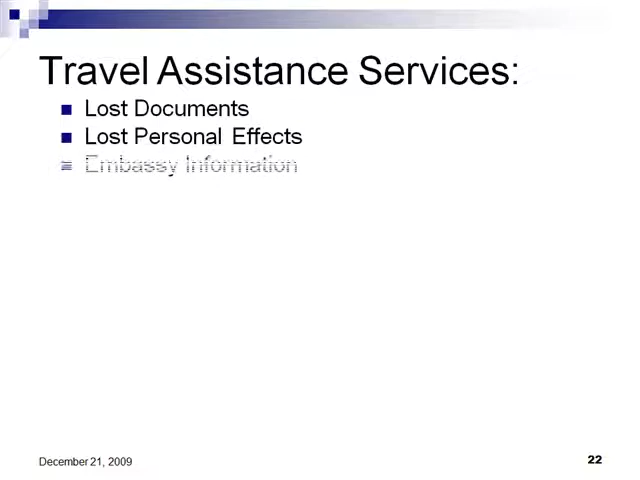 Travel Assistance Services:
Lost Documents
Lost Personal Effects
Embassy Information
December 21, 2009
22